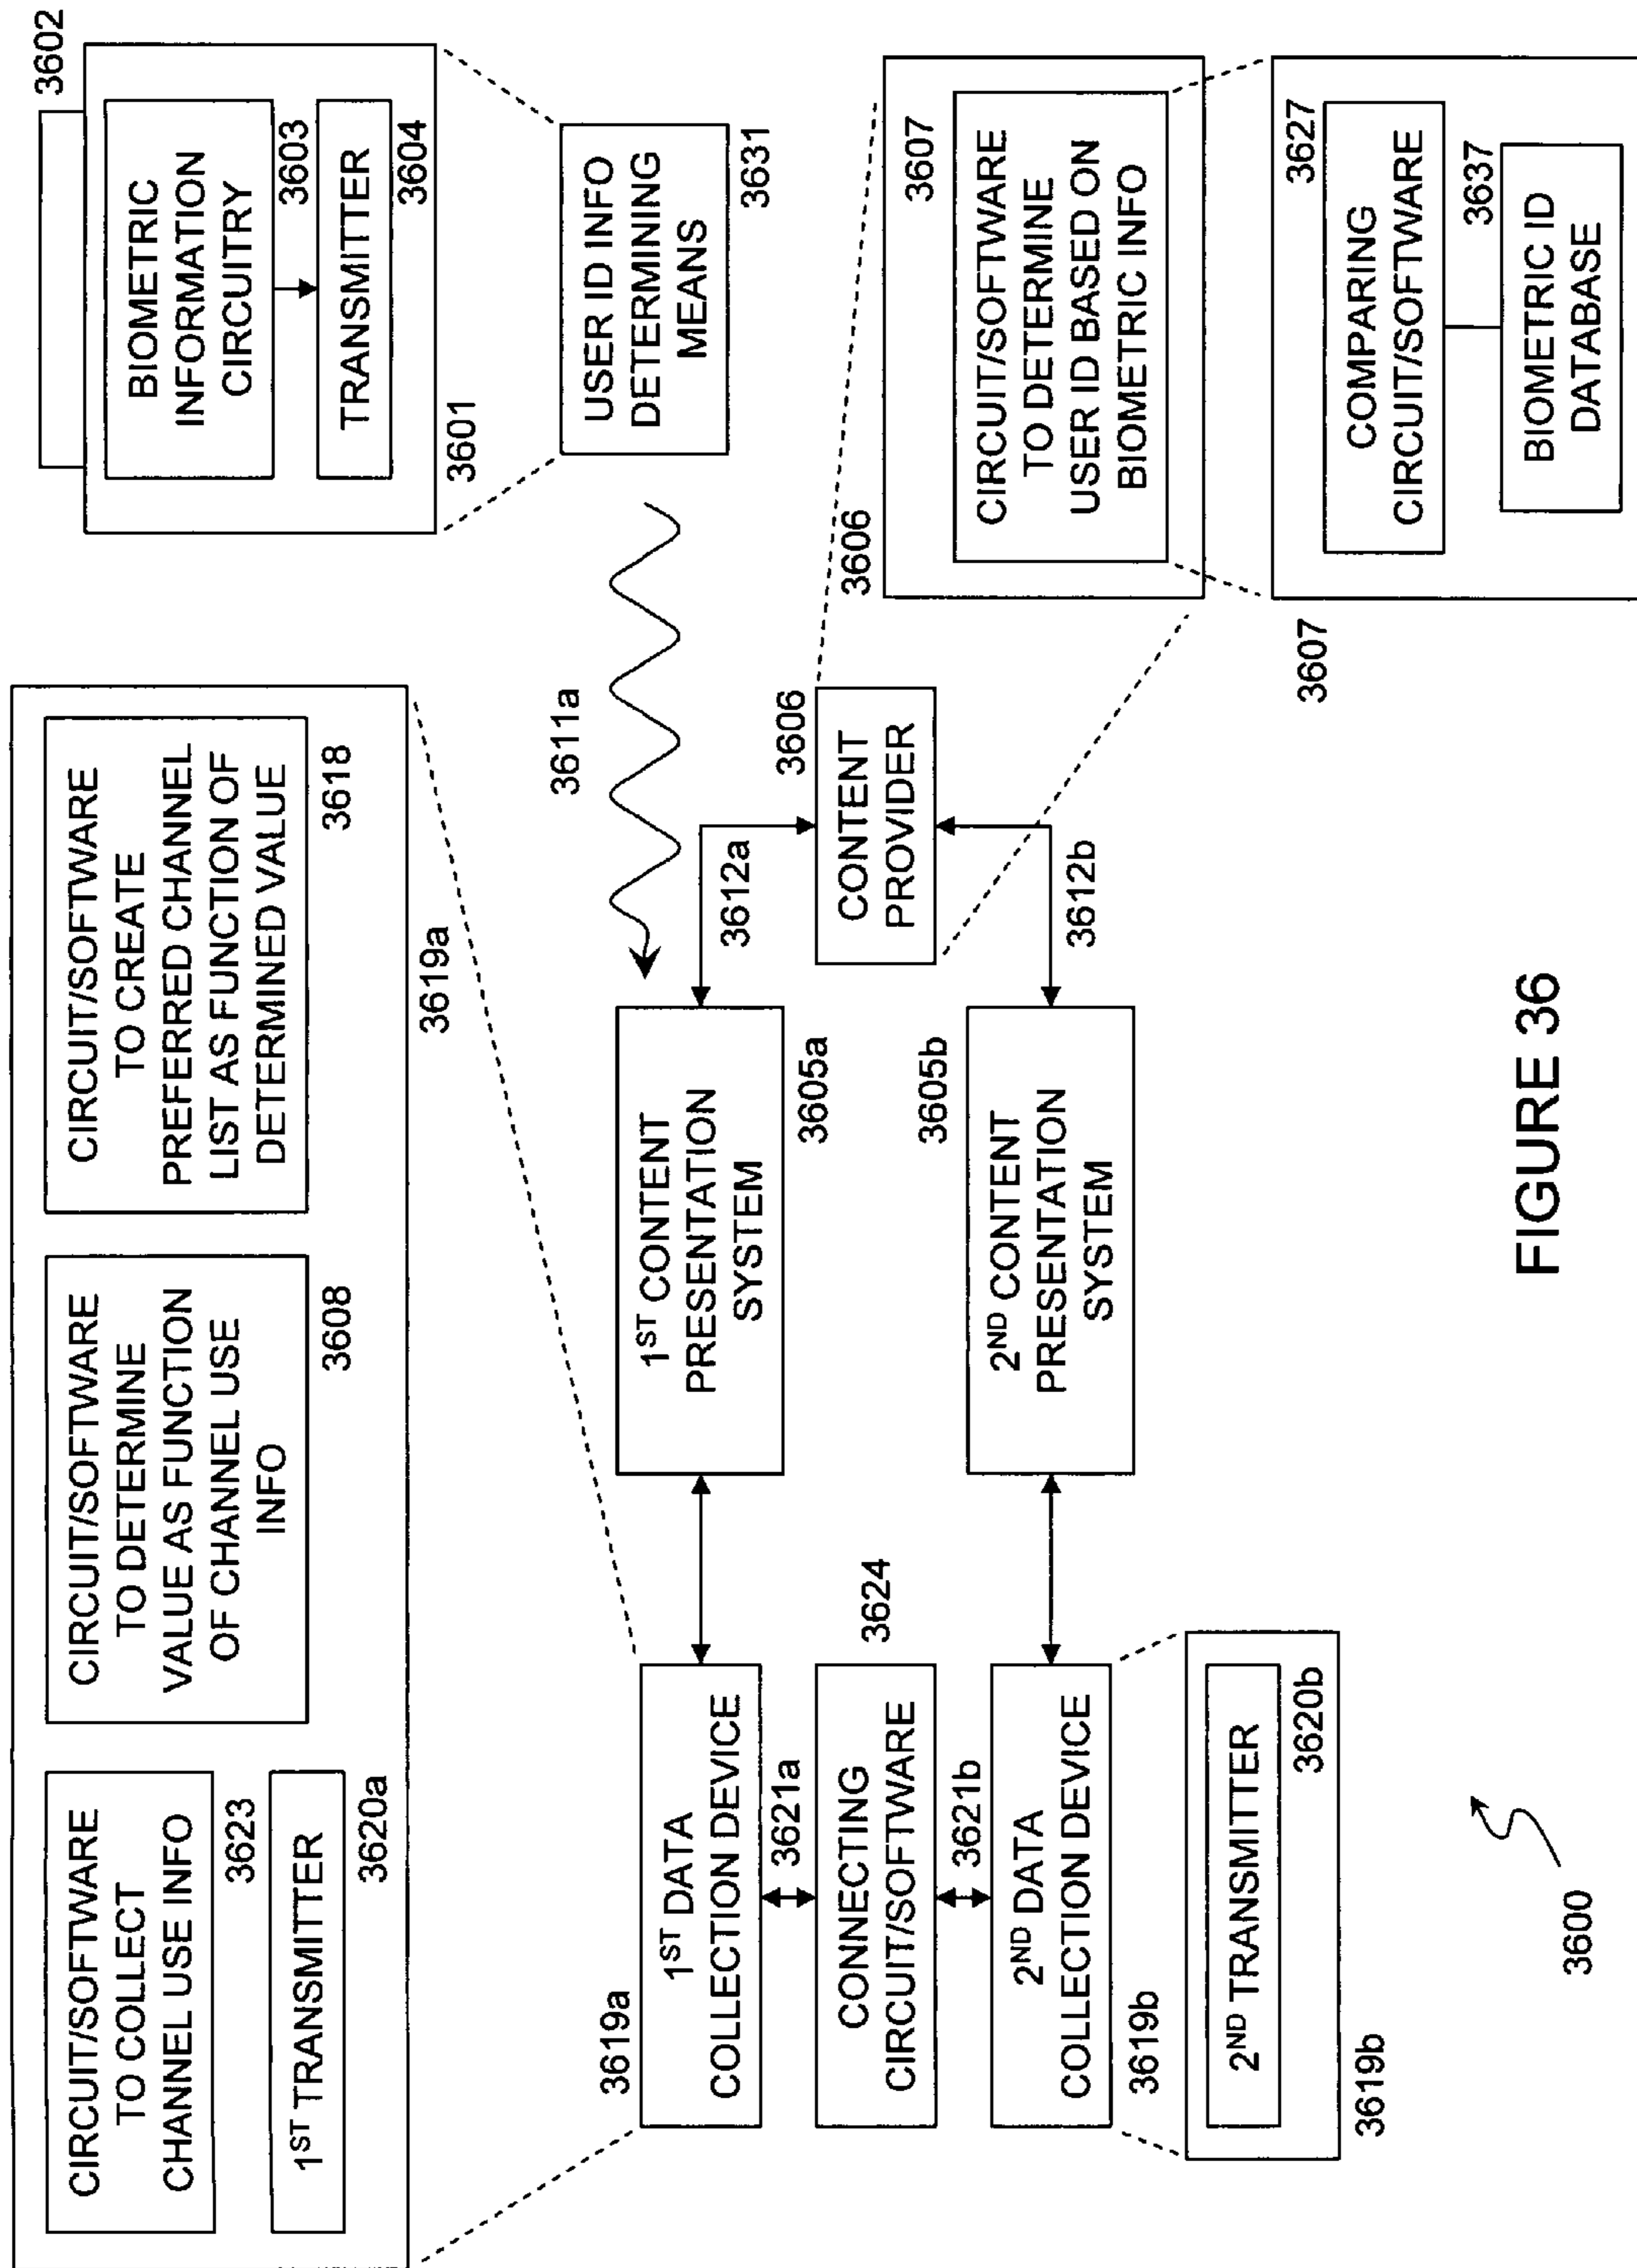 CIRCUIT/SOFTWARE
TO COLLECT
CHANNEL USE INFO
3623
1ST TRANSMITTER
3620a
CIRCUIT/SOFTWARE
TO DETERMINE
VALUE AS FUNCTION
OF CHANNEL USE
INFO
3608
CIRCUIT/SOFTWARE
TO CREATE
PREFERRED CHANNEL
LIST AS FUNCTION OF
DETERMINED VALUE
3618
3619a
3602
BIOMETRIC
INFORMATION
CIRCUITRY
3603
TRANSMITTER
3604
3601
USER ID INFO
DETERMINING
MEANS
3631
3611a
3619a
1ST DATA
COLLECTION DEVICE
3621a
CONNECTING
CIRCUIT/SOFTWARE
3624
3621b
2ND DATA
COLLECTION DEVICE
3619b
2ND TRANSMITTER
3620b
3619b
1ST CONTENT
PRESENTATION
SYSTEM
3605a
3605b
2ND CONTENT
PRESENTATION
SYSTEM
3612a
CONTENT
PROVIDER
3606
3612b
3606
3607
CIRCUIT/SOFTWARE
TO DETERMINE
USER ID BASED ON
BIOMETRIC INFO
3607
3627
COMPARING
CIRCUIT/SOFTWARE
3637
BIOMETRIC ID
DATABASE
3600
FIGURE 36